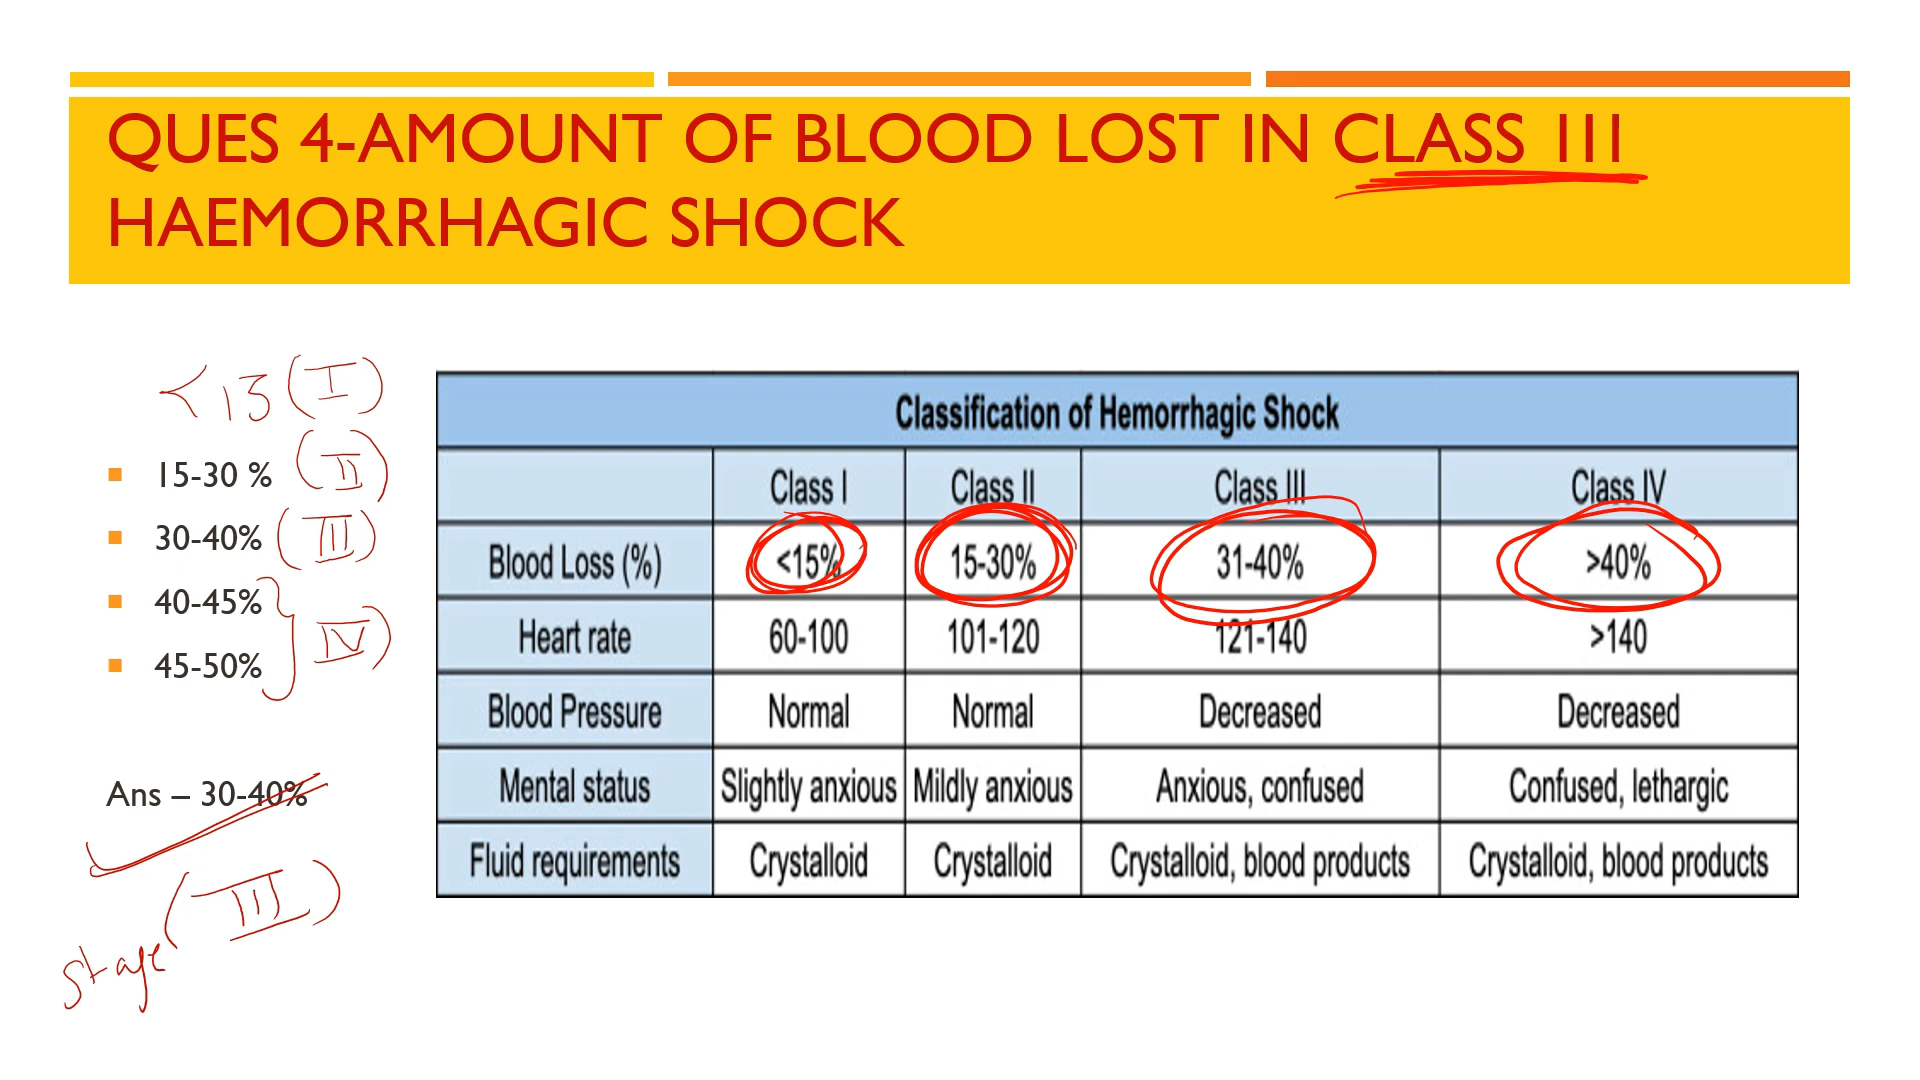 QUES 4-AMOUNT OF BLOOD LOST IN CLASS III
HAEMORRHAGIC SHOCK
<15 (I)
15-30 % (II)
30-40% (III)
40-45%
45-50% } IV)
Ans – 30-40%
Stage (III)
Classification of Hemorrhagic Shock
Class I Class II Class III Class IV
Blood Loss (%) <15% 15-30% 31-40% >40%
Heart rate 60-100 101-120 121-140 >140
Blood Pressure Normal Normal Decreased Decreased
Mental status Slightly anxious Mildly anxious Anxious, confused Confused, lethargic
Fluid requirements Crystalloid Crystalloid Crystalloid, blood products Crystalloid, blood products